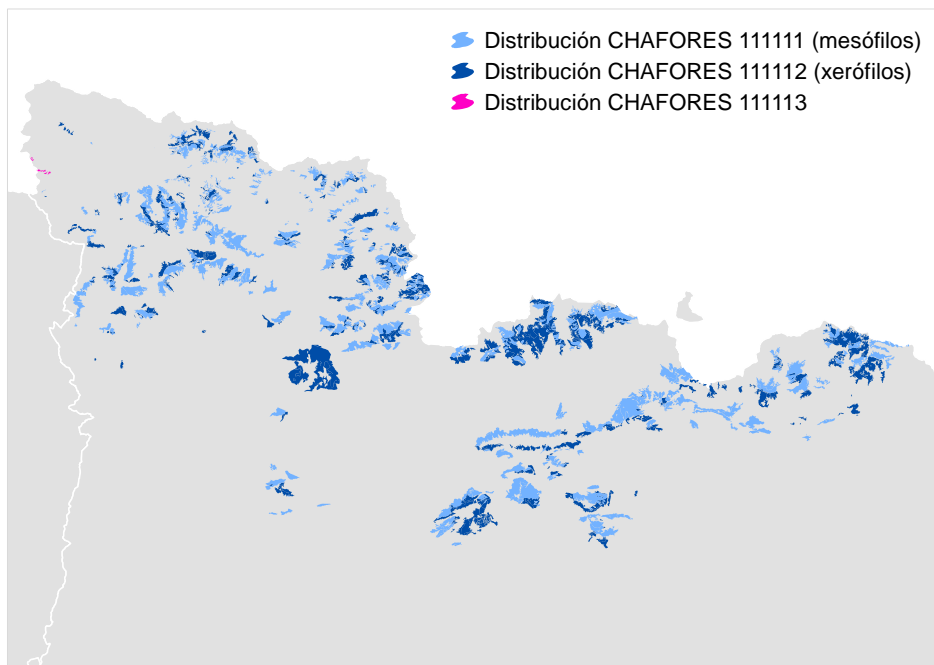 Distribución CHAFORES 111111 (mesófilos)
Distribución CHAFORES 111112 (xerófilos)
Distribución CHAFORES 111113